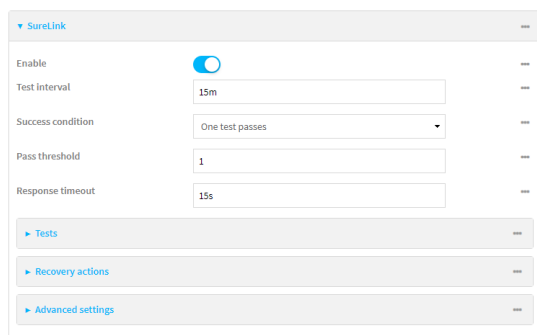 SureLink
Enable
Test interval
15m
Success condition
One test passes
Pass threshold
1
Response timeout
15s
Tests
Recovery actions
Advanced settings